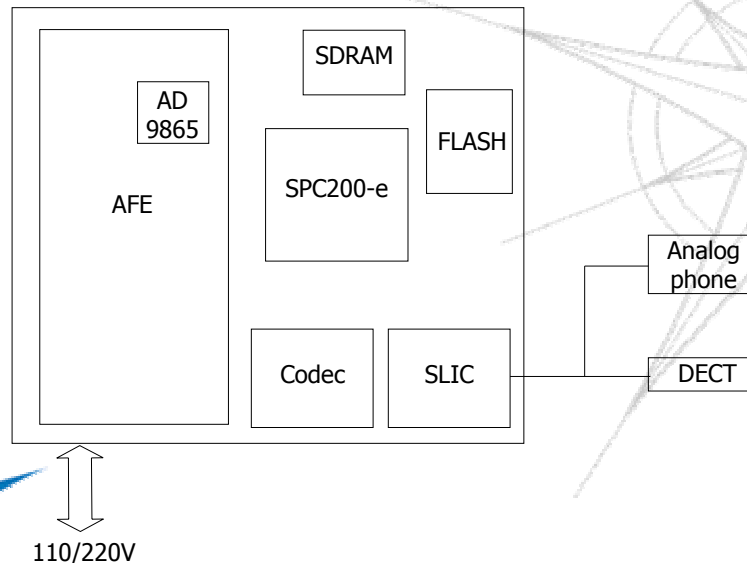 SDRAM
AD
9865
FLASH
SPC200-e
AFE
Analog
phone
Codec
SLIC
DECT
110/220V